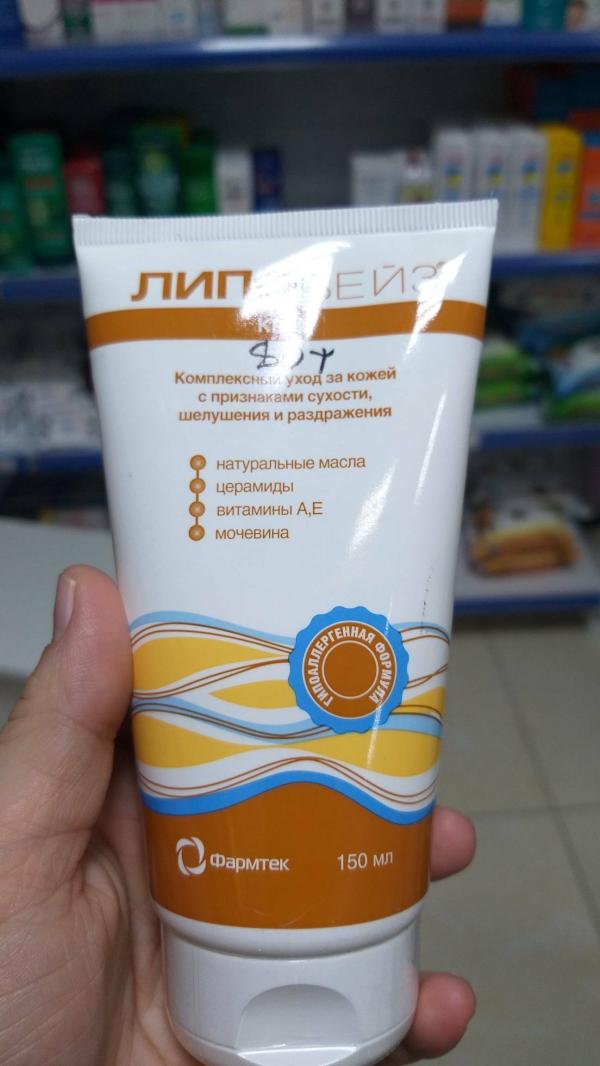 Комплексный уход за кожей
с признаками сухости,
шелушения и раздражения
натуральные масла
церамиды
витамины А,Е
мочевина
ГИПОАЛЛЕРГЕННАЯ ФОРМУЛА
Фармтек
150 мл